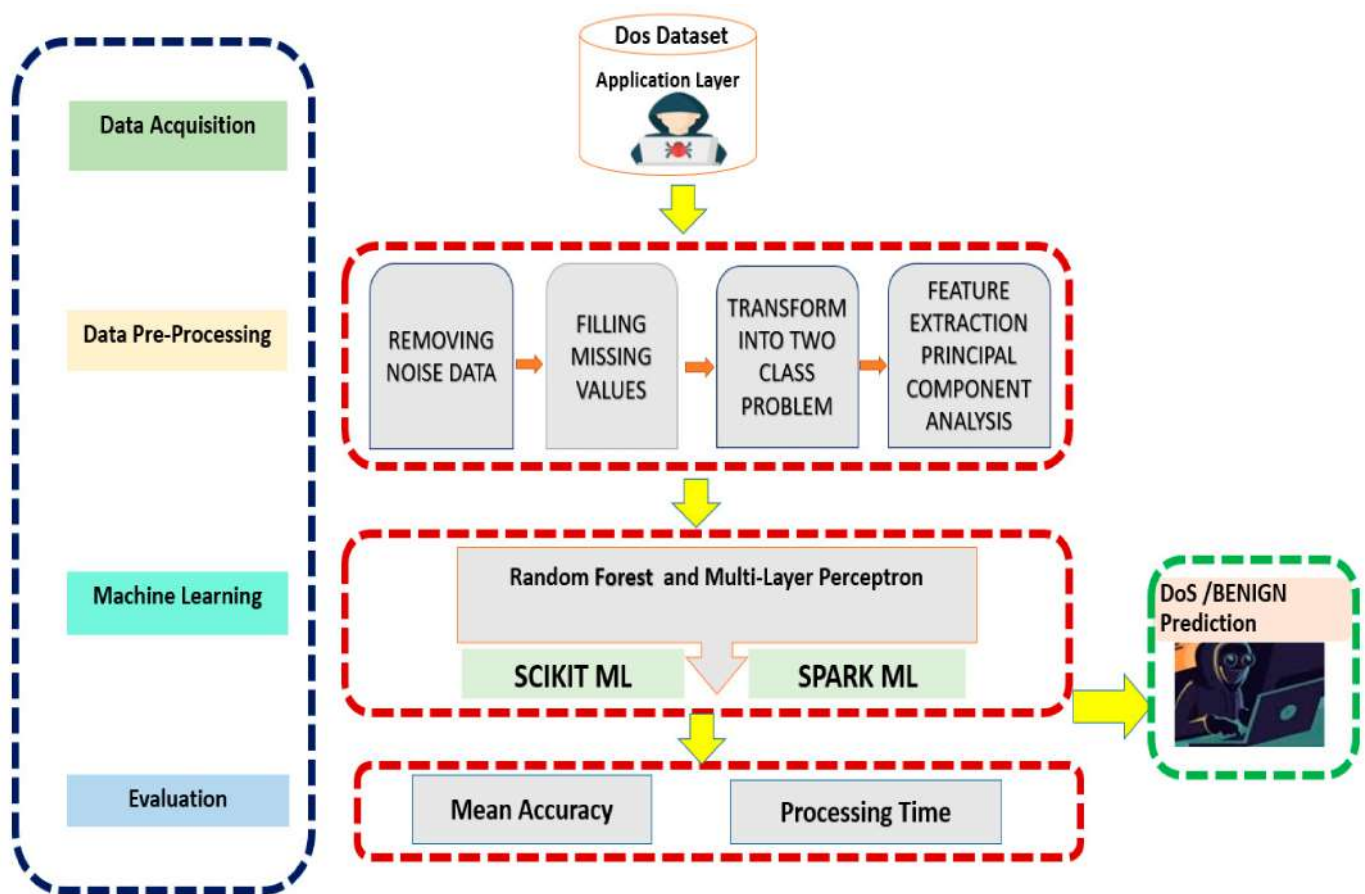 Dos Dataset
Application Layer
Data Acquisition
Data Pre-Processing
REMOVING
NOISE DATA
FILLING
MISSING
VALUES
TRANSFORM
INTO TWO
CLASS
PROBLEM
FEATURE
EXTRACTION
PRINCIPAL
COMPONENT
ANALYSIS
Machine Learning
Random Forest and Multi-Layer Perceptron
SCIKIT ML
SPARK ML
DoS /BENIGN
Prediction
Evaluation
Mean Accuracy
Processing Time